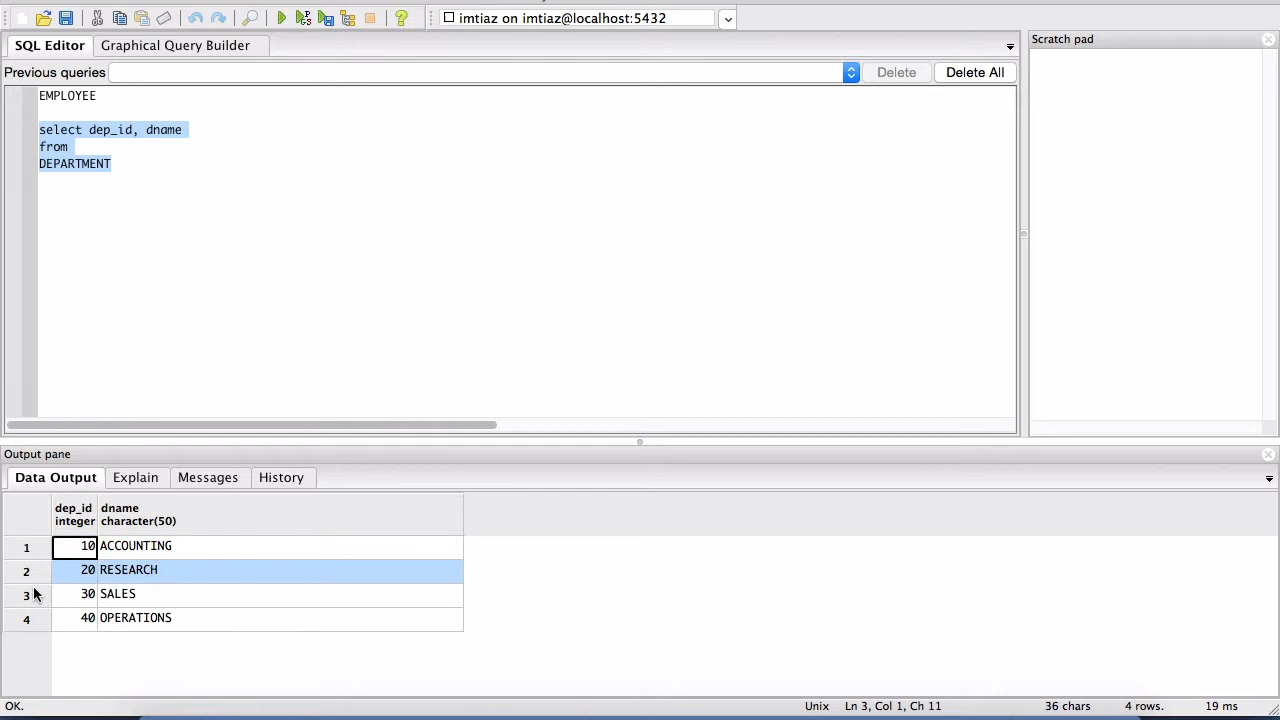 imtiaz on imtiaz@localhost:5432
SQL Editor
Graphical Query Builder
Scratch pad
Previous queries
Delete
Delete All
EMPLOYEE
select dep_id, dname
from
DEPARTMENT
Output pane
Data Output
Explain
Messages
History
dep_id
integer
dname
character(50)
1 10 ACCOUNTING
2 20 RESEARCH
3 30 SALES
4 40 OPERATIONS
OK.
Unix
Ln 3, Col 1, Ch 11
36 chars
4 rows.
19 ms